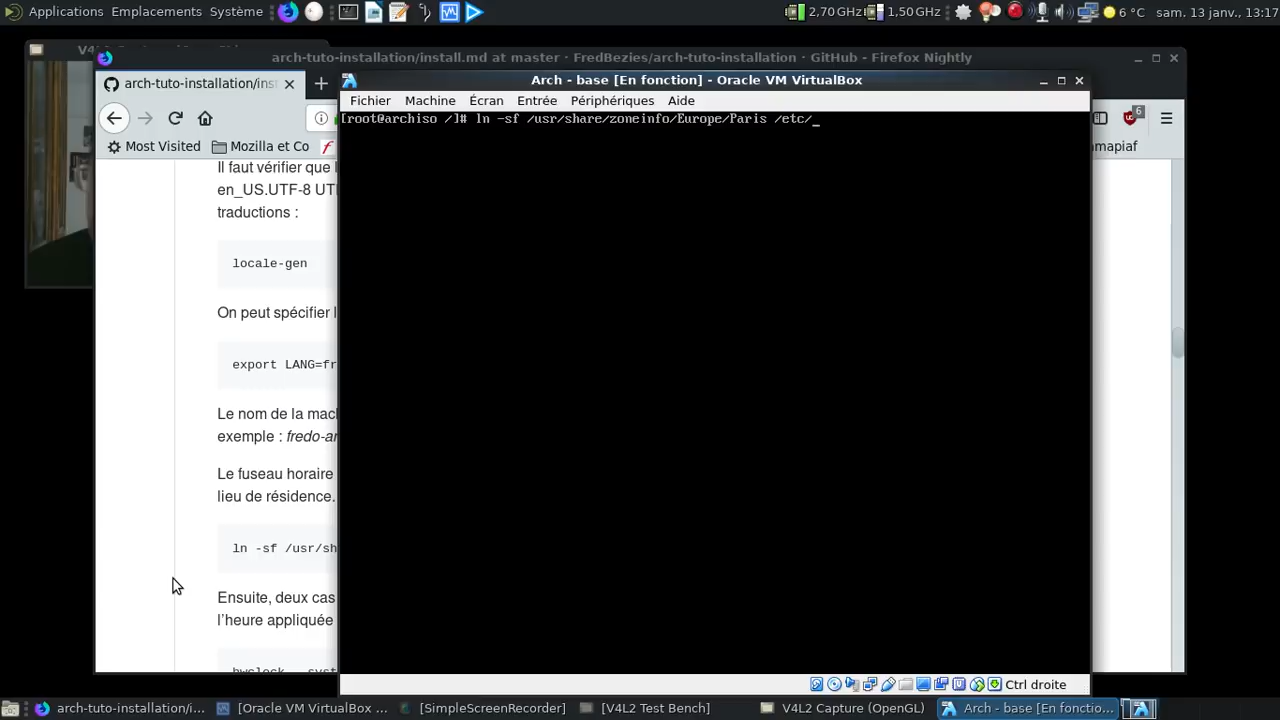 Applications Emplacements Système
2,70 GHz 1,50 GHz 6 °C sam. 13 janv., 13:17
arch-tuto-installation/install.md at master · FredBezies/arch-tuto-installation · GitHub - Firefox Nightly
arch-tuto-installation/inst
Arch - base [En fonction] - Oracle VM VirtualBox
Fichier Machine Écran Entrée Périphériques Aide
[root@archiso /]# ln -sf /usr/share/zoneinfo/Europe/Paris /etc/_
6
Most Visited Mozilla et Co
amapiaf
Il faut vérifier que l
en_US.UTF-8 UT
traductions :
locale-gen
On peut spécifier l
export LANG=fr
Le nom de la mac
exemple : fredo-ar
Le fuseau horaire
lieu de résidence.
ln -sf /usr/sh
Ensuite, deux cas
l'heure appliquée
hwclock --syst
Ctrl droite
arch-tuto-installation/i... [Oracle VM VirtualBox ... [SimpleScreenRecorder] [V4L2 Test Bench] V4L2 Capture (OpenGL) Arch - base [En fonctio...